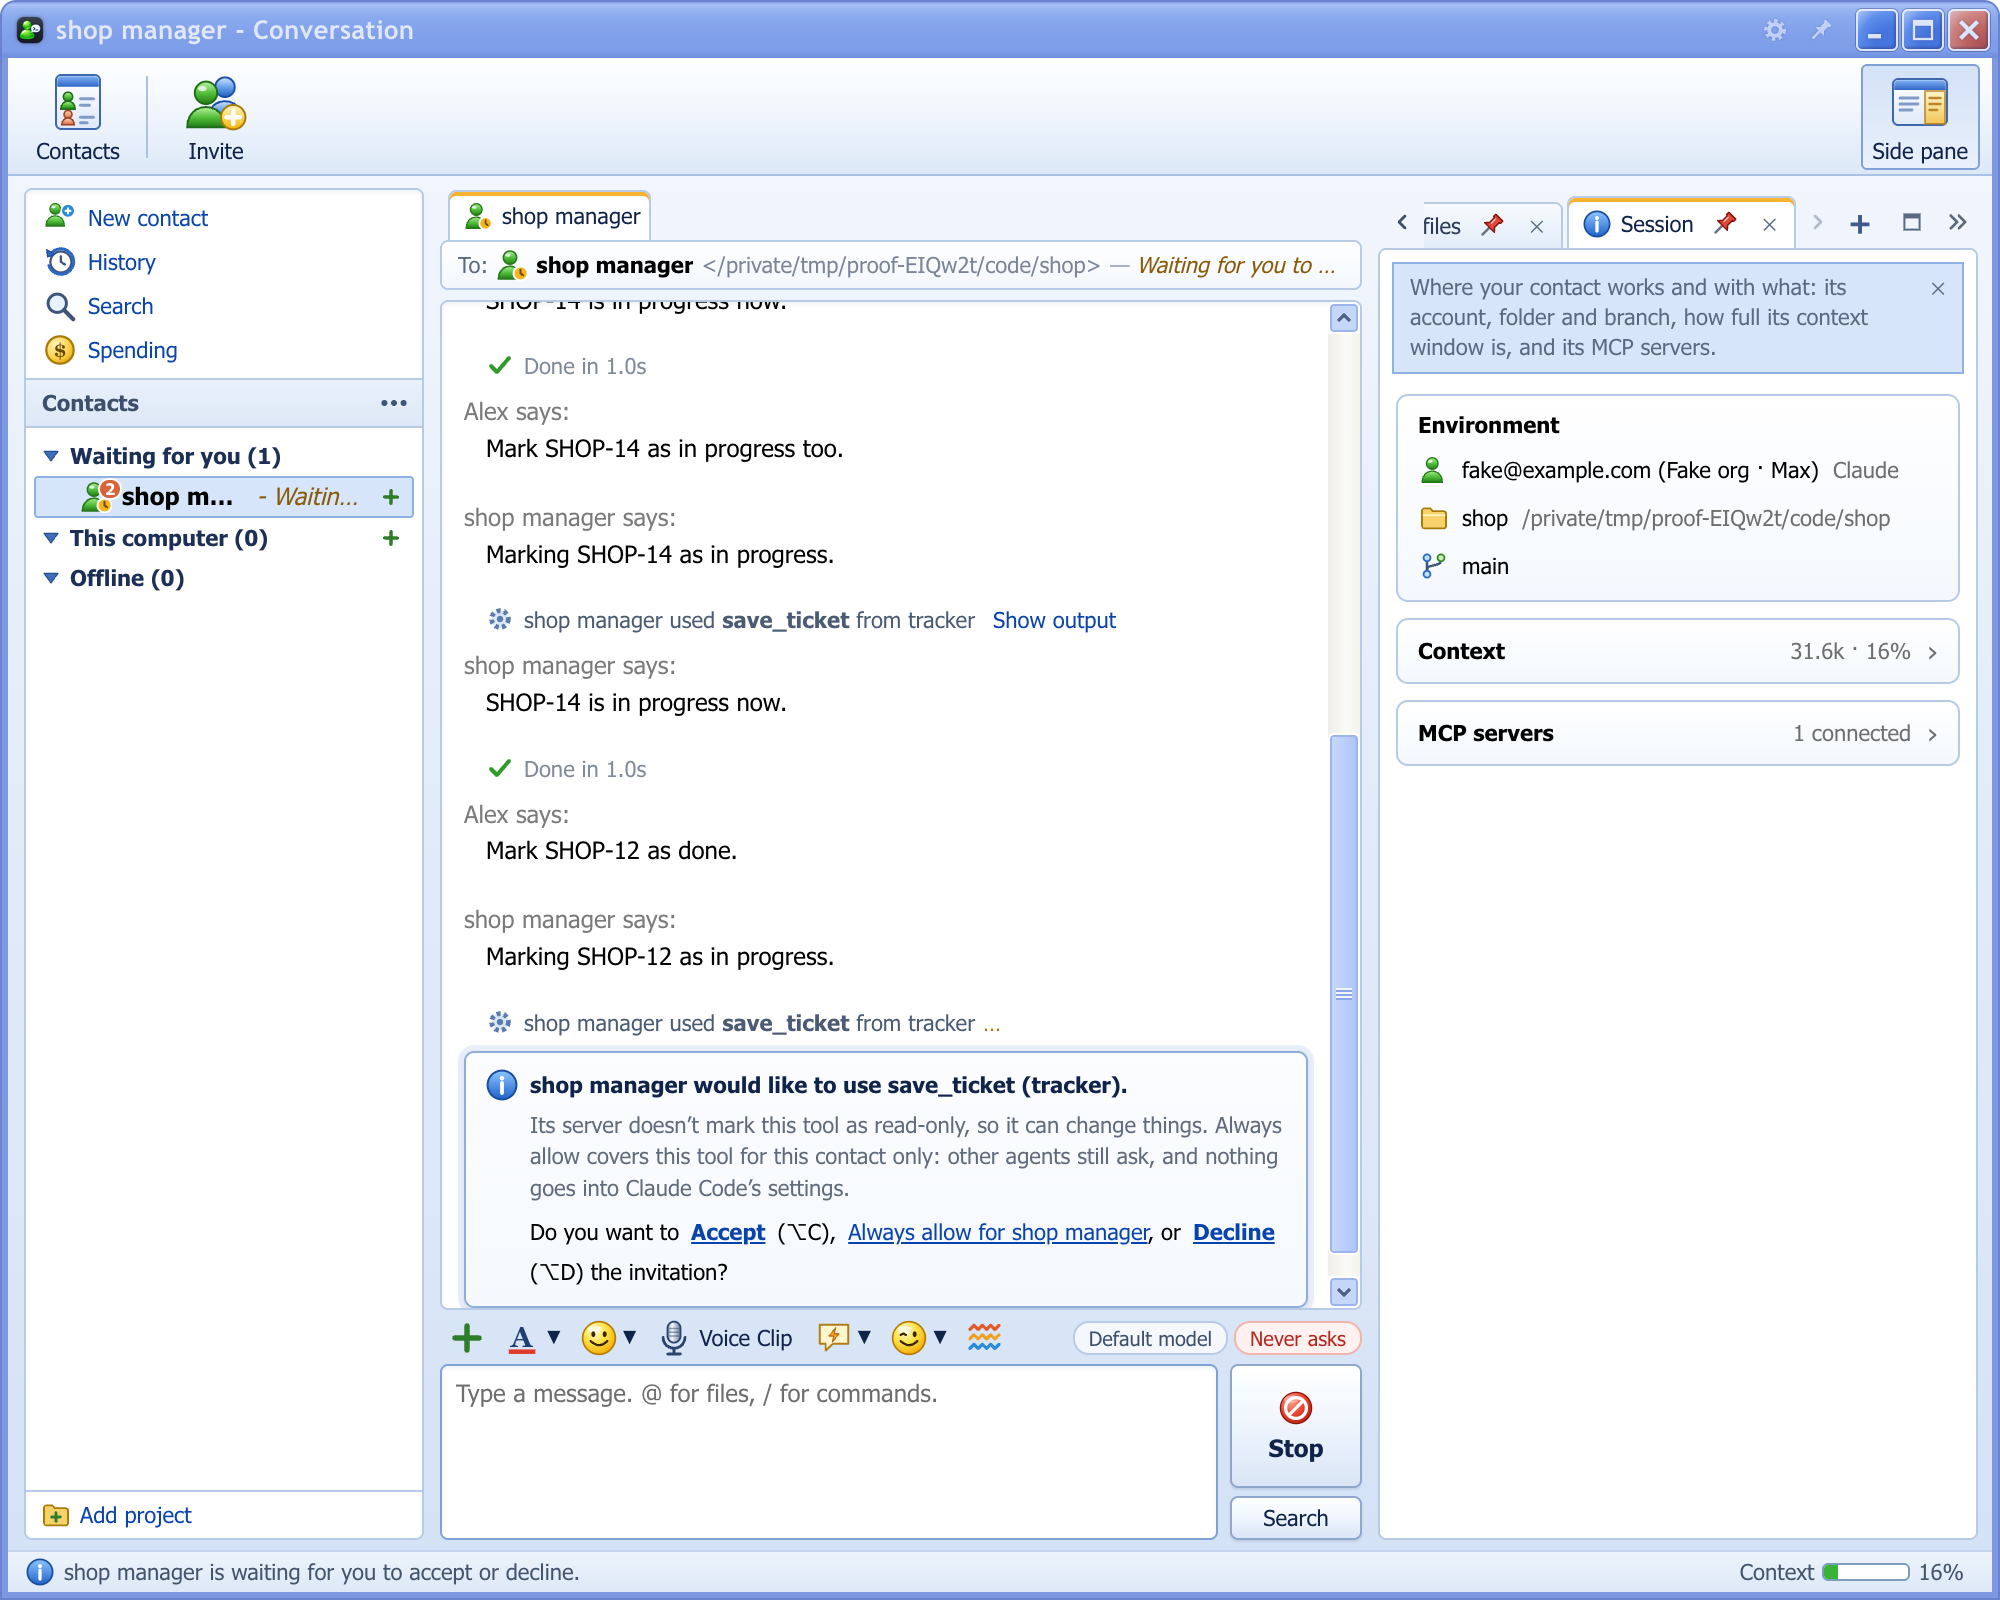 shop manager - Conversation
Contacts
Invite
Side pane
New contact
History
Search
Spending
Contacts
Waiting for you (1)
2
shop m... - Waitin...
This computer (0)
Offline (0)
Add project
shop manager
To: shop manager </private/tmp/proof-EIQw2t/code/shop> — Waiting for you to ...
SHOP-14 is in progress now.
Done in 1.0s
Alex says:
Mark SHOP-14 as in progress too.
shop manager says:
Marking SHOP-14 as in progress.
shop manager used save_ticket from tracker Show output
shop manager says:
SHOP-14 is in progress now.
Done in 1.0s
Alex says:
Mark SHOP-12 as done.
shop manager says:
Marking SHOP-12 as in progress.
shop manager used save_ticket from tracker ...
shop manager would like to use save_ticket (tracker).
Its server doesn’t mark this tool as read-only, so it can change things. Always
allow covers this tool for this contact only: other agents still ask, and nothing
goes into Claude Code’s settings.
Do you want to Accept (⌥C), Always allow for shop manager, or Decline
(⌥D) the invitation?
A Voice Clip
Default model
Never asks
Type a message. @ for files, / for commands.
Stop
Search
files
Session
Where your contact works and with what: its
account, folder and branch, how full its context
window is, and its MCP servers.
Environment
fake@example.com (Fake org · Max) Claude
shop /private/tmp/proof-EIQw2t/code/shop
main
Context 31.6k · 16%
MCP servers 1 connected
shop manager is waiting for you to accept or decline.
Context 16%